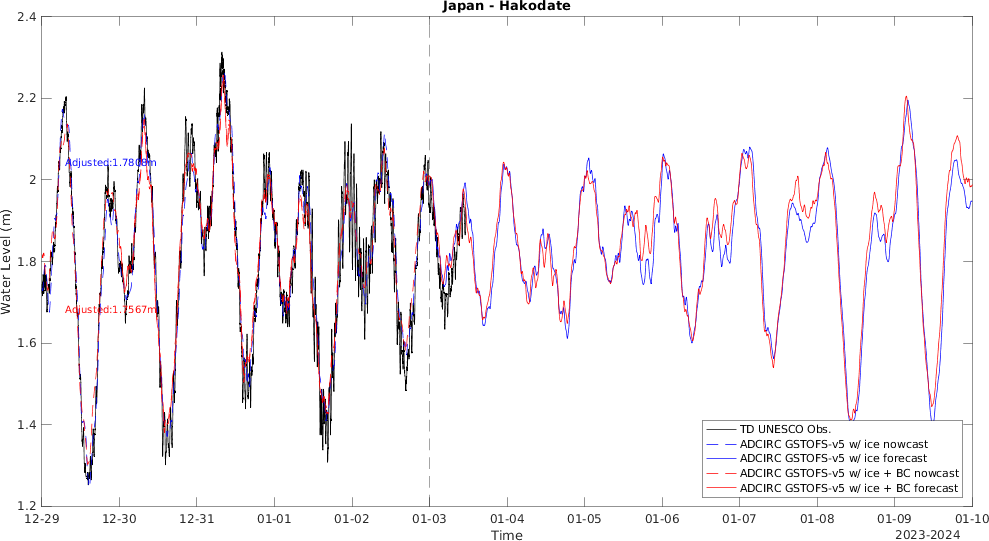 Japan - Hakodate
2.4
2.2
2
1.8
1.6
1.4
1.2
Water Level (m)
Adjusted:1.7808m
Adjusted:1.7567m
TD UNESCO Obs.
ADCIRC GSTOFS-v5 w/ ice nowcast
ADCIRC GSTOFS-v5 w/ ice forecast
ADCIRC GSTOFS-v5 w/ ice + BC nowcast
ADCIRC GSTOFS-v5 w/ ice + BC forecast
12-29 12-30 12-31 01-01 01-02 01-03 01-04 01-05 01-06 01-07 01-08 01-09 01-10
Time
2023-2024